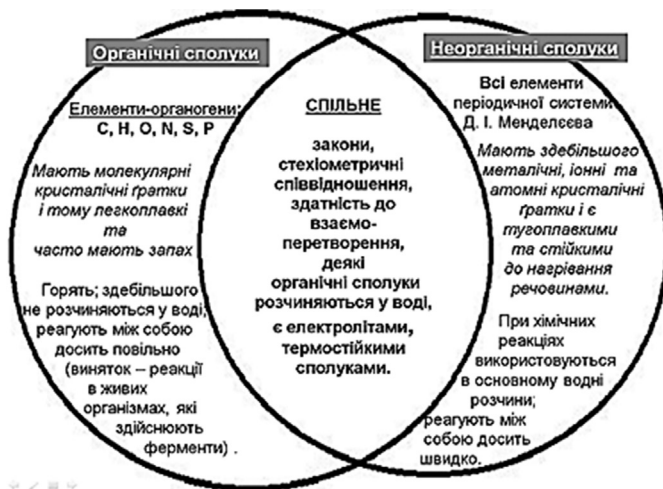 Органічні сполуки
Елементи-органогени:
C, H, O, N, S, P
Мають молекулярні
кристалічні ґратки
і тому легкоплавкі
та
часто мають запах
Горять; здебільшого
не розчиняються у воді;
реагують між собою
досить повільно
(виняток – реакції
в живих
організмах, які
здійснюють
ферменти) .
СПІЛЬНЕ
закони,
стехіометричні
співвідношення,
здатність до
взаємо-
перетворення,
деякі
органічні сполуки
розчиняються у воді,
є електролітами,
термостійкими
сполуками.
Неорганічні сполуки
Всі елементи
періодичної системи
Д. І. Менделєєва
Мають здебільшого
металічні, іонні та
атомні кристалічні
ґратки і є
тугоплавкими
та стійкими
до нагрівання
речовинами.
При хімічних
реакціях
використовуються
в основному водні
розчини;
реагують між
собою досить
швидко.